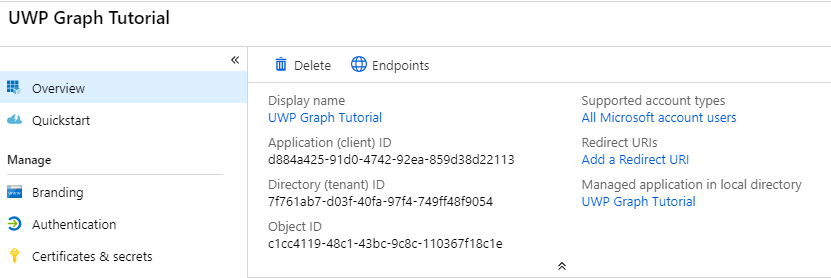 UWP Graph Tutorial
«
Overview
Quickstart
Manage
Branding
Authentication
Certificates & secrets
Delete Endpoints
Display name
UWP Graph Tutorial
Application (client) ID
d884a425-91d0-4742-92ea-859d38d22113
Directory (tenant) ID
7f761ab7-d03f-40fa-97f4-749ff48f9054
Object ID
c1cc4119-48c1-43bc-9c8c-110367f18c1e
Supported account types
All Microsoft account users
Redirect URIs
Add a Redirect URI
Managed application in local directory
UWP Graph Tutorial